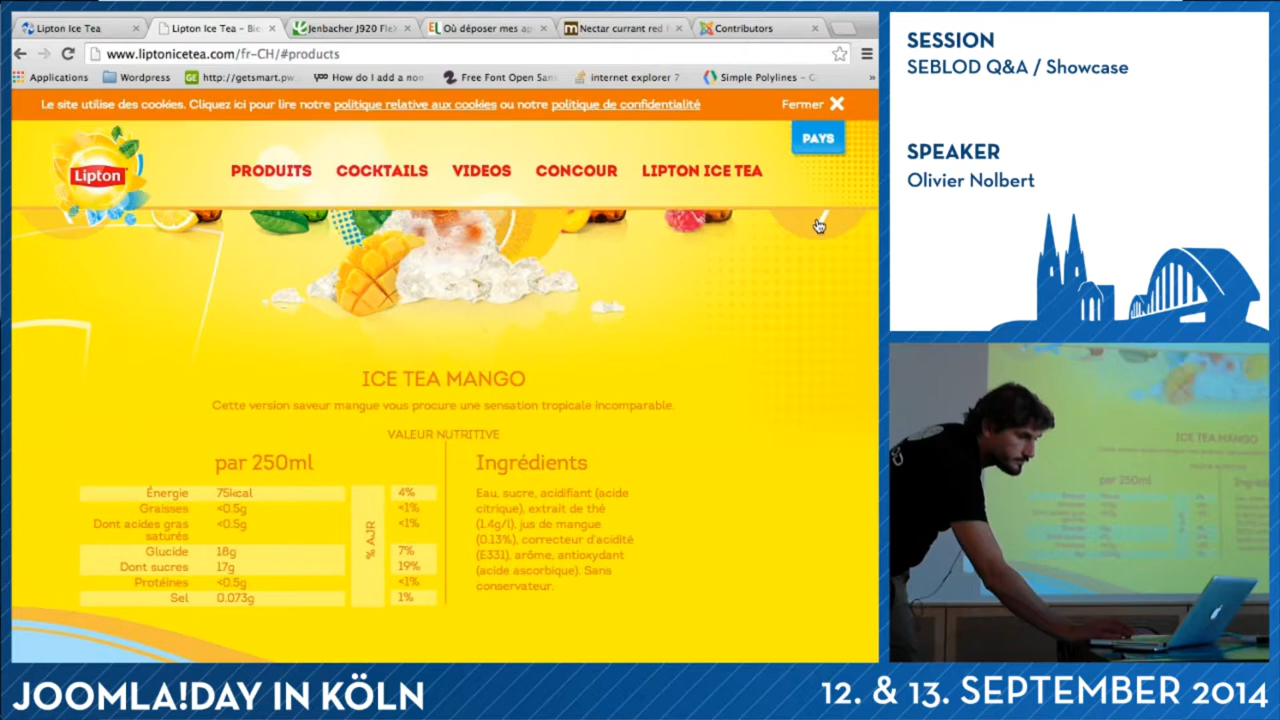 Lipton Ice Tea
Lipton Ice Tea – Bie
Jenbacher J920 Fle
Où déposer mes ap
Nectar currant red
Contributors
www.liptonicetea.com/fr-CH/#products
Applications
Wordpress
http://getsmart.pw
How do I add a non
Free Font Open San
internet explorer 7
Simple Polylines – G
Le site utilise des cookies. Cliquez ici pour lire notre politique relative aux cookies ou notre politique de confidentialité
Fermer
PAYS
Lipton
PRODUITS
COCKTAILS
VIDEOS
CONCOUR
LIPTON ICE TEA
ICE TEA MANGO
Cette version saveur mangue vous procure une sensation tropicale incomparable.
VALEUR NUTRITIVE
par 250ml
Énergie 75kcal 4%
Graisses <0.5g <1%
Dont acides gras <0.5g <1%
saturés
Glucide 18g 7%
Dont sucres 17g 19%
Protéines <0.5g <1%
Sel 0.073g 1%
% AJR
Ingrédients
Eau, sucre, acidifiant (acide
citrique), extrait de thé
(1.4g/l), jus de mangue
(0.13%), correcteur d'acidité
(E331), arôme, antioxydant
(acide ascorbique). Sans
conservateur.
SESSION
SEBLOD Q&A / Showcase
SPEAKER
Olivier Nolbert
ICE TEA MANGO
par 250ml
JOOMLA!DAY IN KÖLN
12. & 13. SEPTEMBER 2014